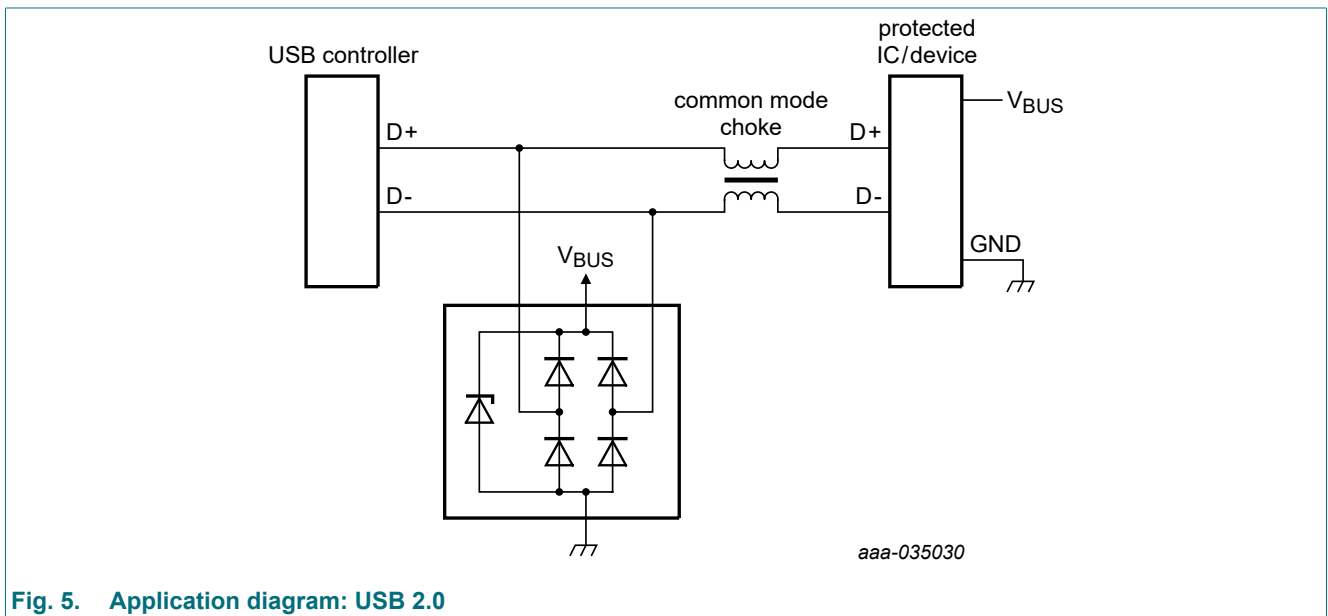 protected
IC/device
USB controller
VBUS
common mode
choke
D+
D+
D-
D-
GND
VBUS
aaa-035030
Fig. 5. Application diagram: USB 2.0